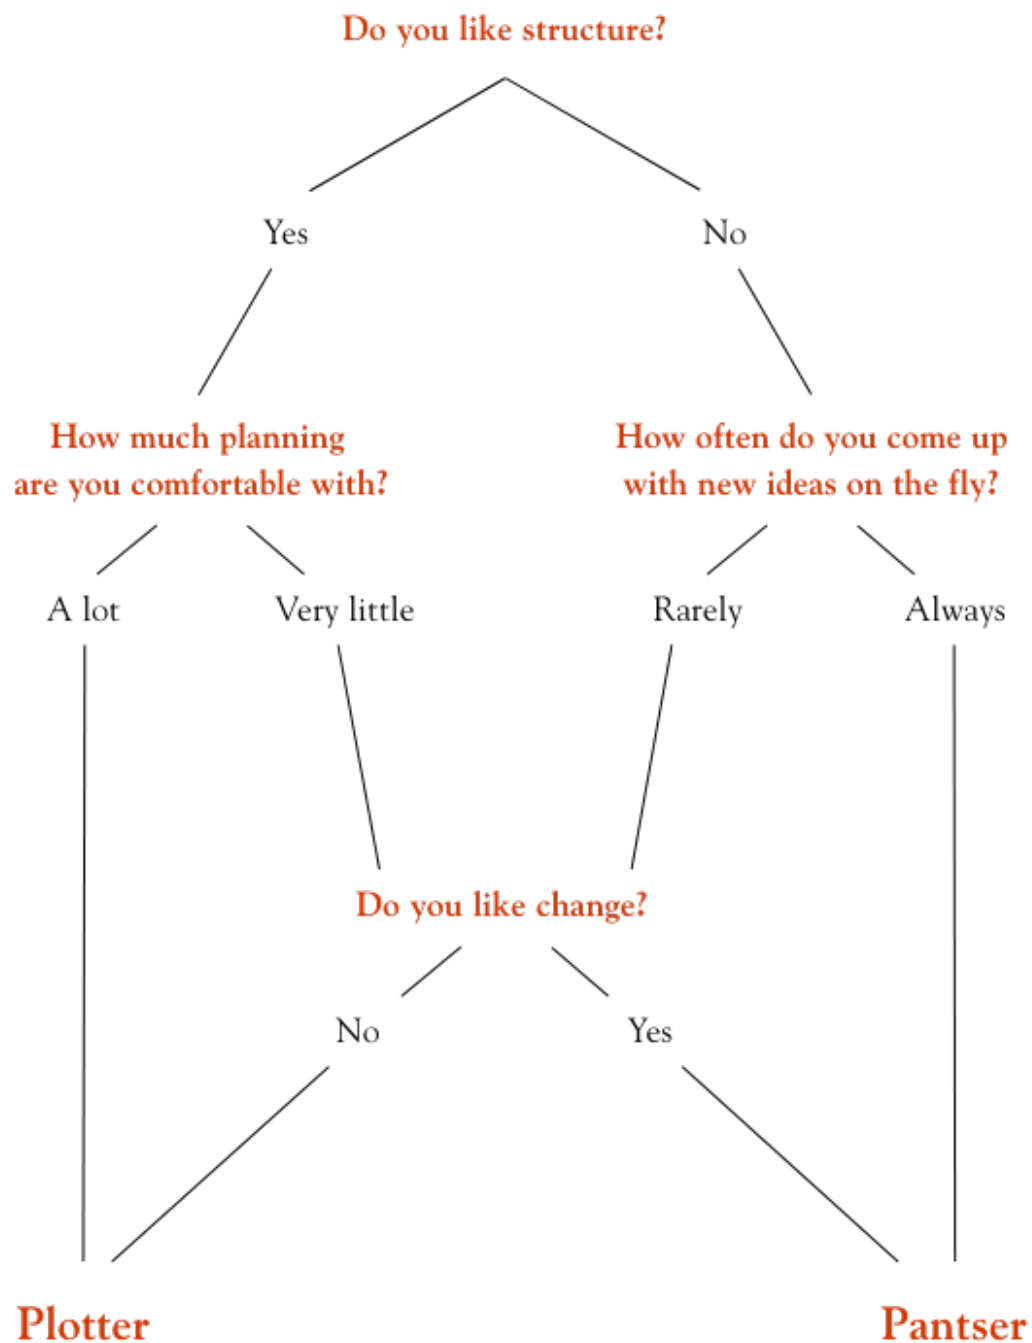 Do you like structure?
Yes
No
How much planning
are you comfortable with?
How often do you come up
with new ideas on the fly?
A lot
Very little
Rarely
Always
Do you like change?
No
Yes
Plotter
Pantser